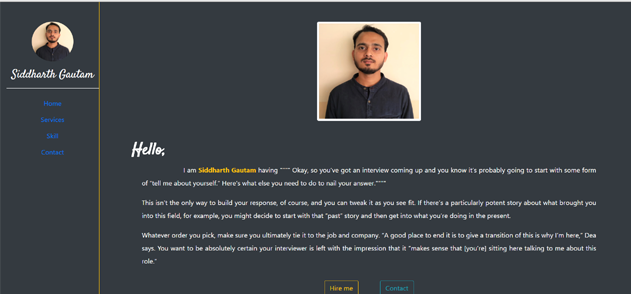 Siddharth Gautam
Home
Services
Skill
Contact
Hello,
I am Siddharth Gautam having """" Okay, so you've got an interview coming up and you know it's probably going to start with some form
of "tell me about yourself." Here's what else you need to do to nail your answer.""""
This isn't the only way to build your response, of course, and you can tweak it as you see fit. If there's a particularly potent story about what brought you
into this field, for example, you might decide to start with that "past" story and then get into what you're doing in the present.
Whatever order you pick, make sure you ultimately tie it to the job and company. "A good place to end it is to give a transition of this is why I'm here," Dea
says. You want to be absolutely certain your interviewer is left with the impression that it "makes sense that [you're] sitting here talking to me about this
role."
Hire me
Contact